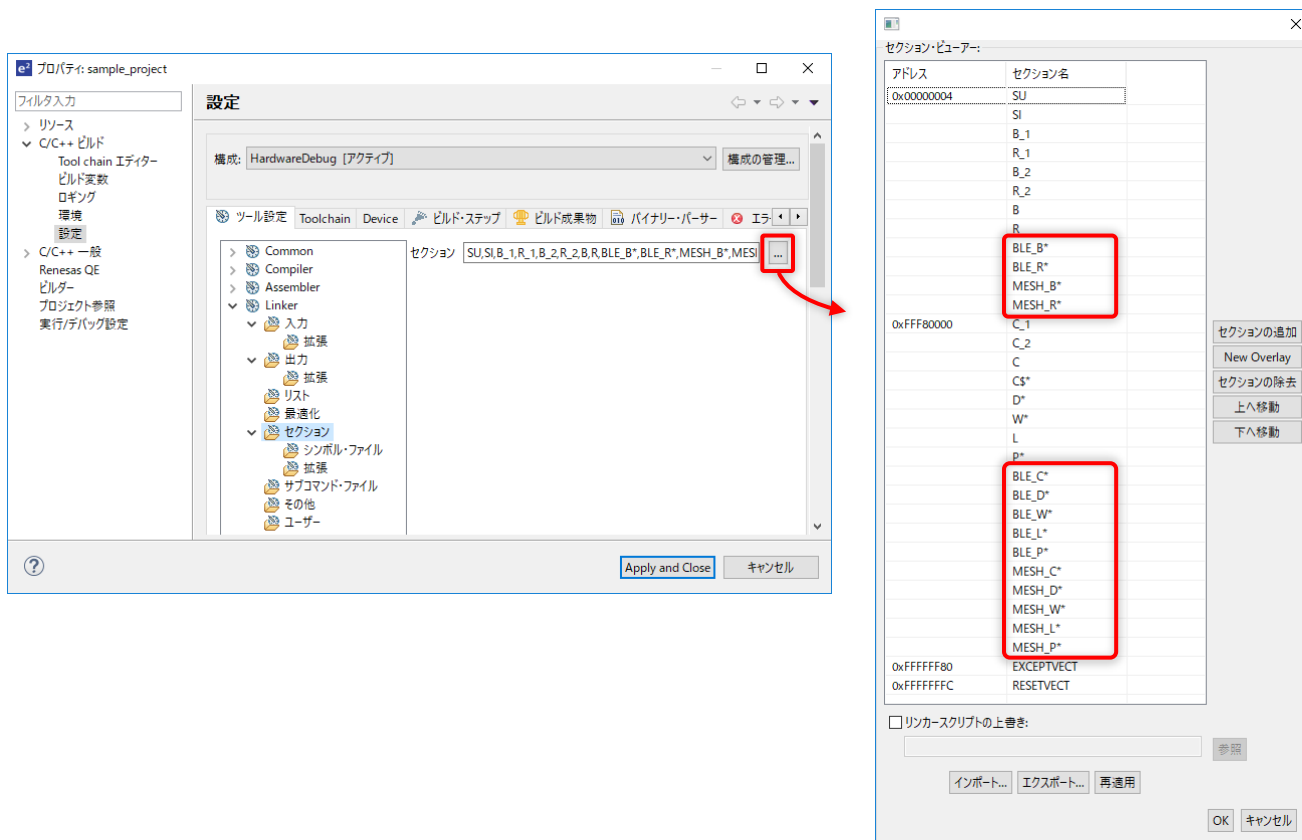 プロパティ: sample_project
フィルタ入力
リソース
C/C++ ビルド
Tool chain エディター
ビルド変数
ロギング
環境
設定
C/C++ 一般
Renesas QE
ビルダー
プロジェクト参照
実行/デバッグ設定
設定
構成: HardwareDebug [アクティブ] 構成の管理...
ツール設定 Toolchain Device ビルド・ステップ ビルド成果物 バイナリー・パーサー エラ
Common
Compiler
Assembler
Linker
入力
拡張
出力
拡張
リスト
最適化
セクション
シンボル・ファイル
拡張
サブコマンド・ファイル
その他
ユーザー
セクション SU,SI,B_1,R_1,B_2,R_2,B,R,BLE_B*,BLE_R*,MESH_B*,MESI ...
Apply and Close キャンセル
セクション・ビューアー:
アドレス セクション名
0x00000004 SU
SI
B_1
R_1
B_2
R_2
B
R
BLE_B*
BLE_R*
MESH_B*
MESH_R*
0xFFF80000 C_1
C_2
C
C$*
D*
W*
L
P*
BLE_C*
BLE_D*
BLE_W*
BLE_L*
BLE_P*
MESH_C*
MESH_D*
MESH_W*
MESH_L*
MESH_P*
0xFFFFFF80 EXCEPTVECT
0xFFFFFFFC RESETVECT
セクションの追加
New Overlay
セクションの除去
上へ移動
下へ移動
リンカースクリプトの上書き:
参照
インポート... エクスポート... 再適用
OK キャンセル